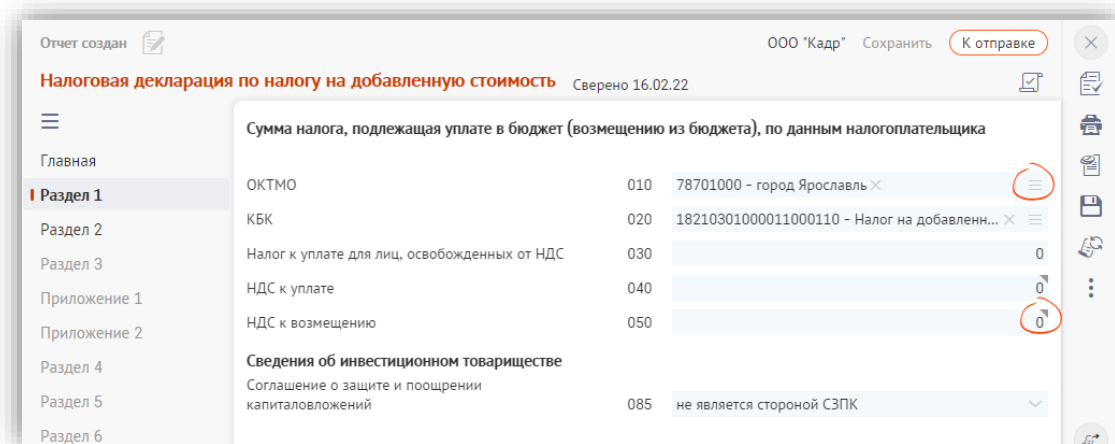 Отчет создан
ООО "Кадр" Сохранить К отправке
Налоговая декларация по налогу на добавленную стоимость Сверено 16.02.22
Главная
Раздел 1
Раздел 2
Раздел 3
Приложение 1
Приложение 2
Раздел 4
Раздел 5
Раздел 6
Сумма налога, подлежащая уплате в бюджет (возмещению из бюджета), по данным налогоплательщика
ОКТМО 010 78701000 - город Ярославль
КБК 020 18210301000011000110 - Налог на добавленн...
Налог к уплате для лиц, освобожденных от НДС 030 0
НДС к уплате 040 0
НДС к возмещению 050 0
Сведения об инвестиционном товариществе
Соглашение о защите и поощрении
капиталовложений 085 не является стороной СЗПК